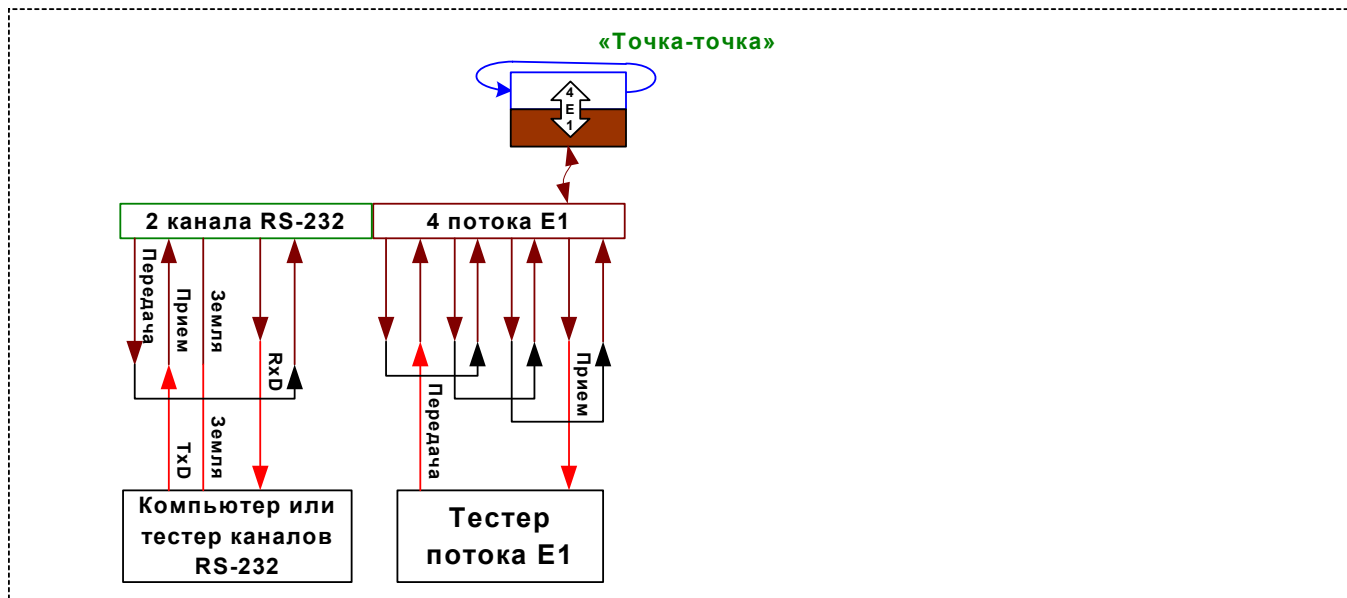 «Точка-точка»
4
E
1
2 канала RS-232
4 потока E1
Передача
Прием
Земля
RxD
TxD
Земля
Передача
Прием
Компьютер или
тестер каналов
RS-232
Тестер
потока E1